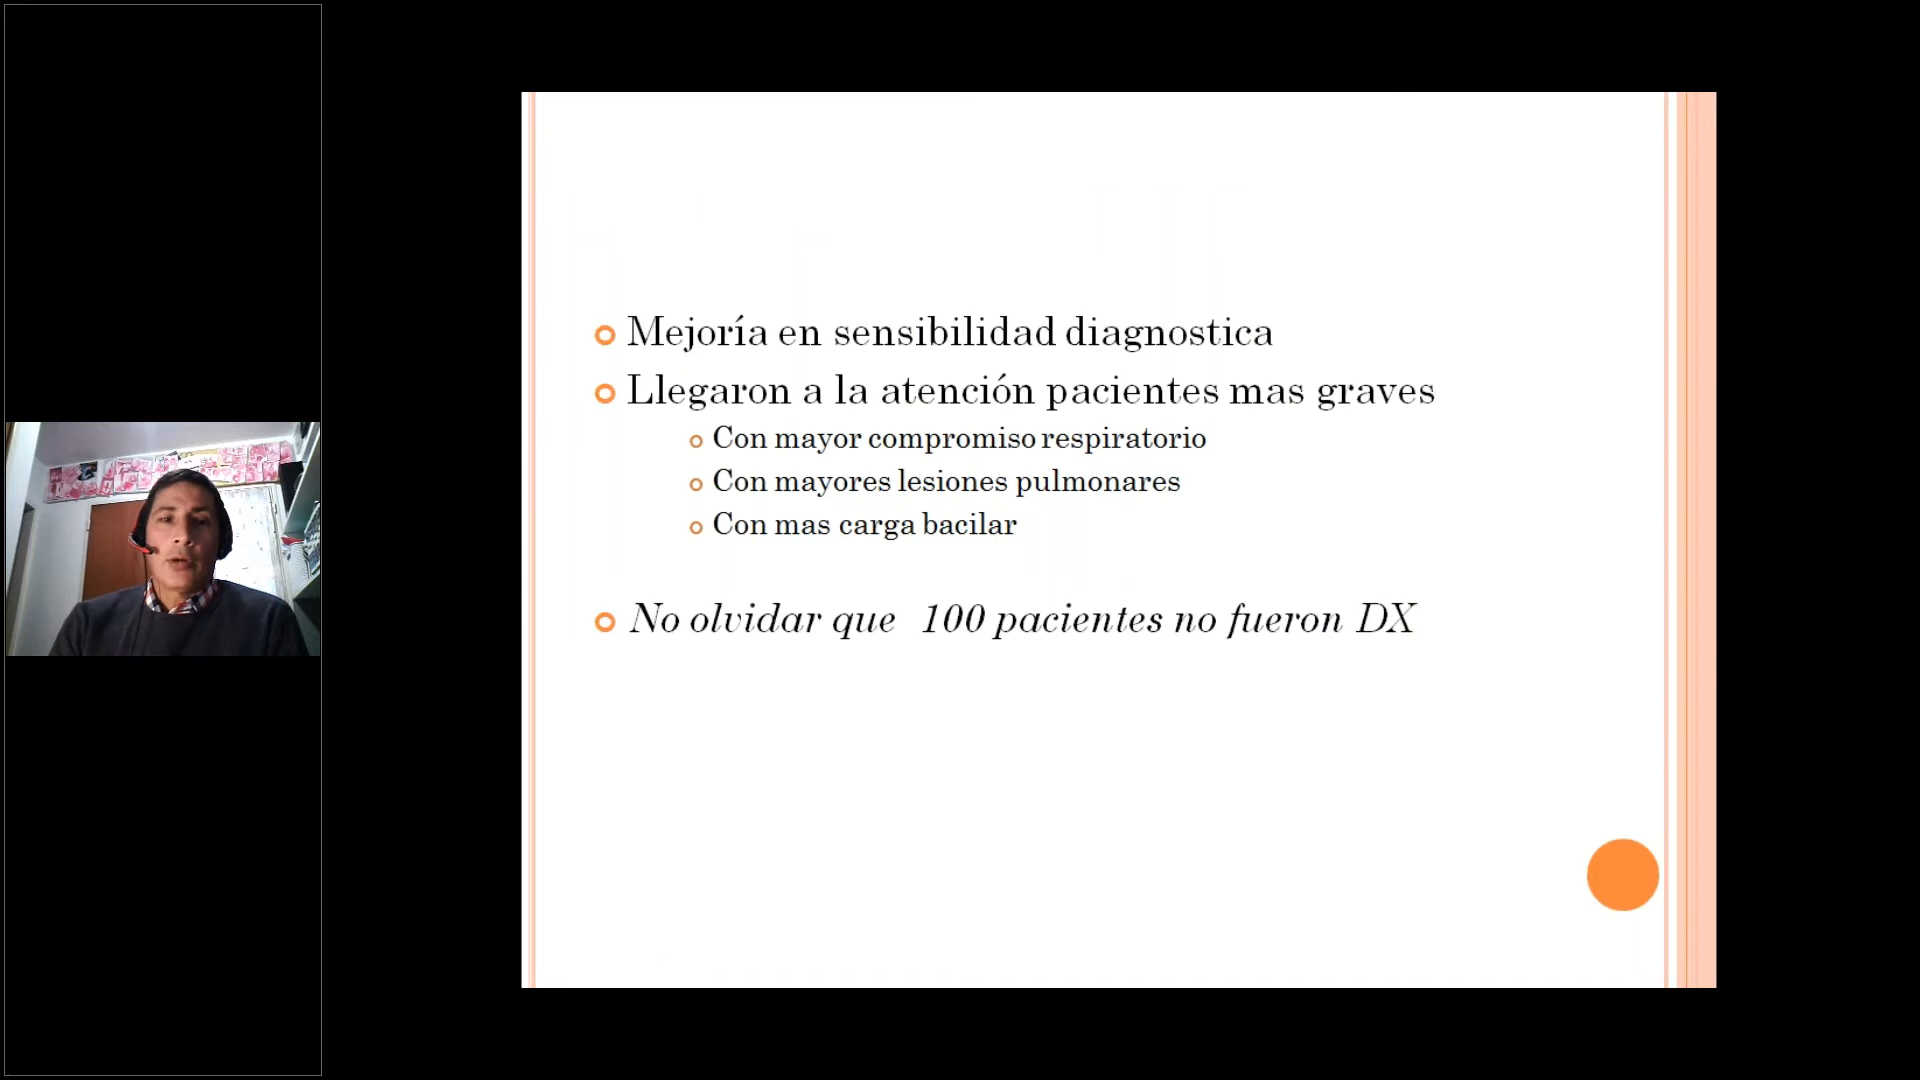 Mejoría en sensibilidad diagnostica
Llegaron a la atención pacientes mas graves
Con mayor compromiso respiratorio
Con mayores lesiones pulmonares
Con mas carga bacilar
No olvidar que 100 pacientes no fueron DX